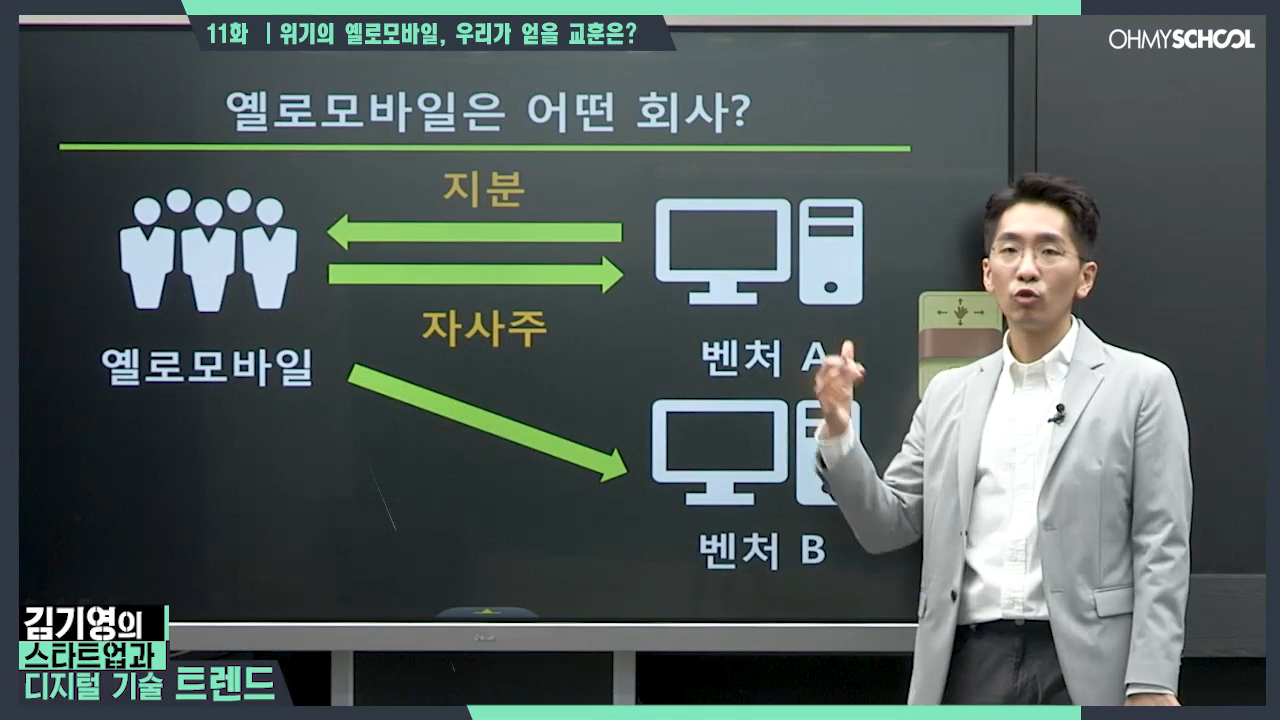 11화 | 위기의 옐로모바일, 우리가 얻을 교훈은?
OHMYSCHOOL
옐로모바일은 어떤 회사?
지분
자사주
옐로모바일
벤처 A
벤처 B
김기영의
스타트업과
디지털 기술 트렌드